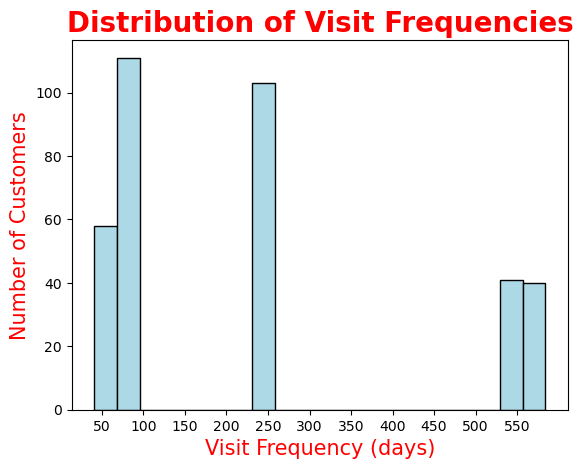 Distribution of Visit Frequencies
Number of Customers
100
80
60
40
20
0
50 100 150 200 250 300 350 400 450 500 550
Visit Frequency (days)